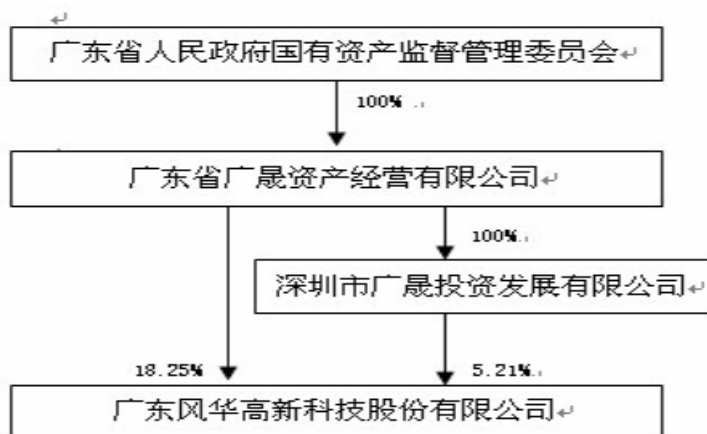 广东省人民政府国有资产监督管理委员会
100%
广东省广晟资产经营有限公司
100%
深圳市广晟投资发展有限公司
18.25%
5.21%
广东风华高新科技股份有限公司